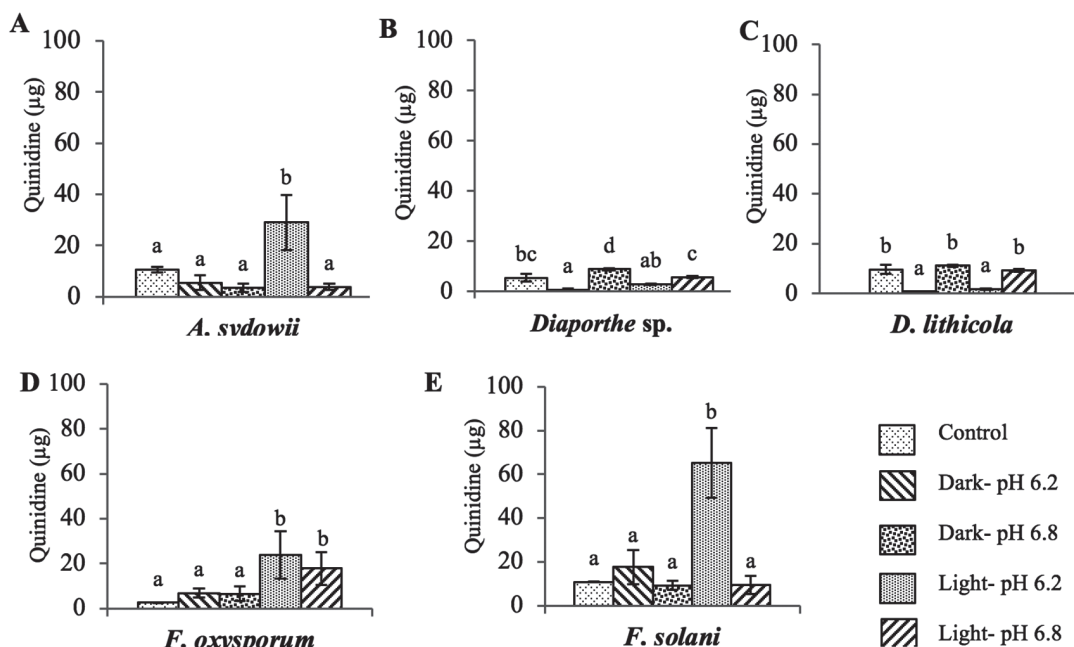 A
Quinidine (µg)
100
80
60
40
20
0
a
a
a
b
a
A. sydowii
B
Quinidine (µg)
100
80
60
40
20
0
bc
a
d
ab
c
Diaporthe sp.
C
Quinidine (µg)
100
80
60
40
20
0
b
a
b
a
b
D. lithicola
D
Quinidine (µg)
100
80
60
40
20
0
a
a
a
b
b
F. oxysporum
E
Quinidine (µg)
100
80
60
40
20
0
a
a
a
b
a
F. solani
Control
Dark- pH 6.2
Dark- pH 6.8
Light- pH 6.2
Light- pH 6.8